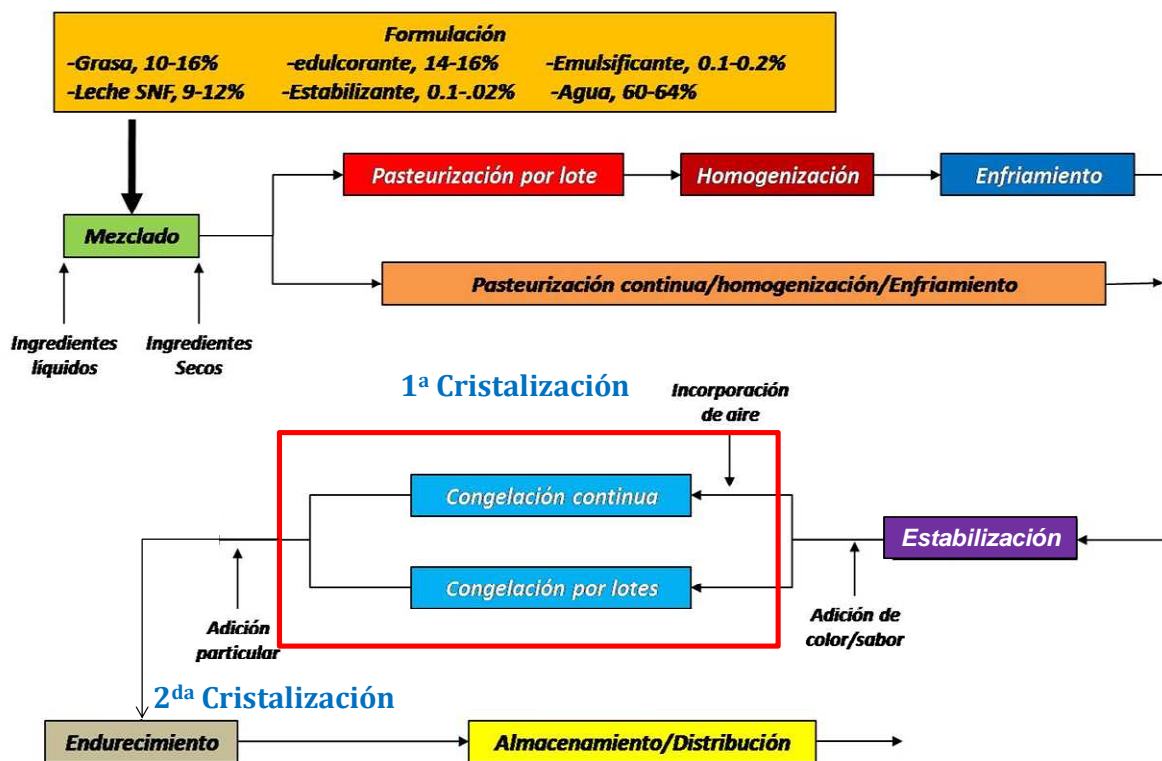 Formulación
-Grasa, 10-16% -edulcorante, 14-16% -Emulsificante, 0.1-0.2%
-Leche SNF, 9-12% -Estabilizante, 0.1-.02% -Agua, 60-64%
Pasteurización por lote
Homogenización
Enfriamiento
Mezclado
Pasteurización continua/homogenización/Enfriamiento
Ingredientes
líquidos
Ingredientes
Secos
1ª Cristalización
Incorporación
de aire
Congelación continua
Estabilización
Congelación por lotes
Adición
particular
Adición de
color/sabor
2da Cristalización
Endurecimiento
Almacenamiento/Distribución